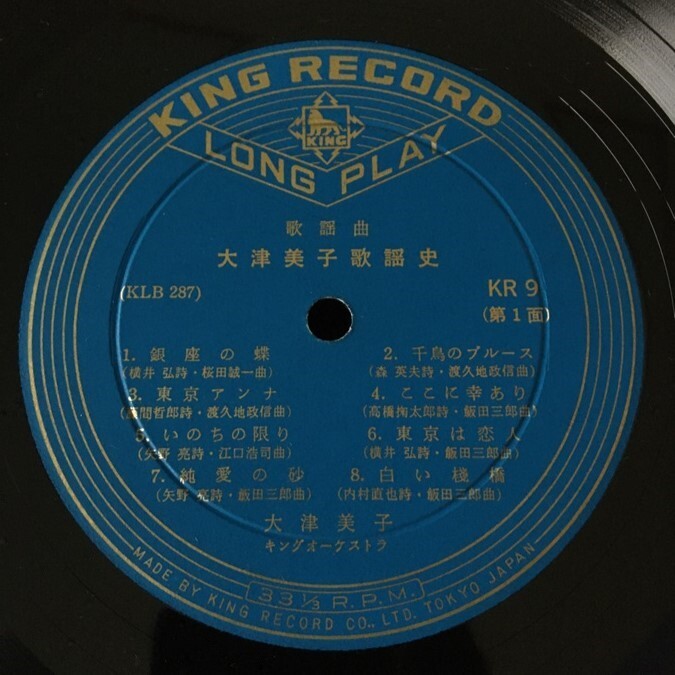 KING RECORD
KING
LONG PLAY
歌謡曲
大津美子歌謡史
(KLB 287)
KR 9
(第1面)
1. 銀座の蝶
(横井 弘詩・桜田誠一曲)
2. 千鳥のブルース
(森 英夫詩・渡久地政信曲)
3. 東京アンナ
(藤間哲郎詩・渡久地政信曲)
4. ここに幸あり
(高橋掬太郎詩・飯田三郎曲)
5. いのちの限り
(矢野 亮詩・江口浩司曲)
6. 東京は恋人
(横井 弘詩・飯田三郎曲)
7. 純愛の砂
(矢野 亮詩・飯田三郎曲)
8. 白い棧橋
(内村直也詩・飯田三郎曲)
大津美子
キングオーケストラ
33⅓ R.P.M.
MADE BY KING RECORD CO., LTD. TOKYO JAPAN